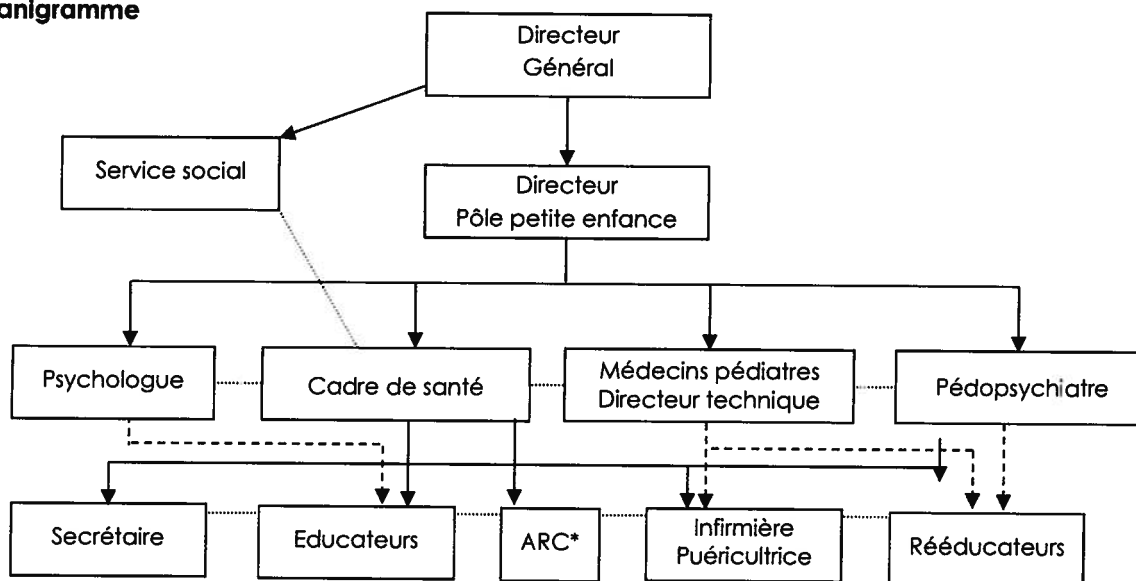 anigramme
Directeur
Général
Service social
Directeur
Pôle petite enfance
Psychologue
Cadre de santé
Médecins pédiatres
Directeur technique
Pédopsychiatre
Secrétaire
Educateurs
ARC*
Infirmière
Puéricultrice
Rééducateurs